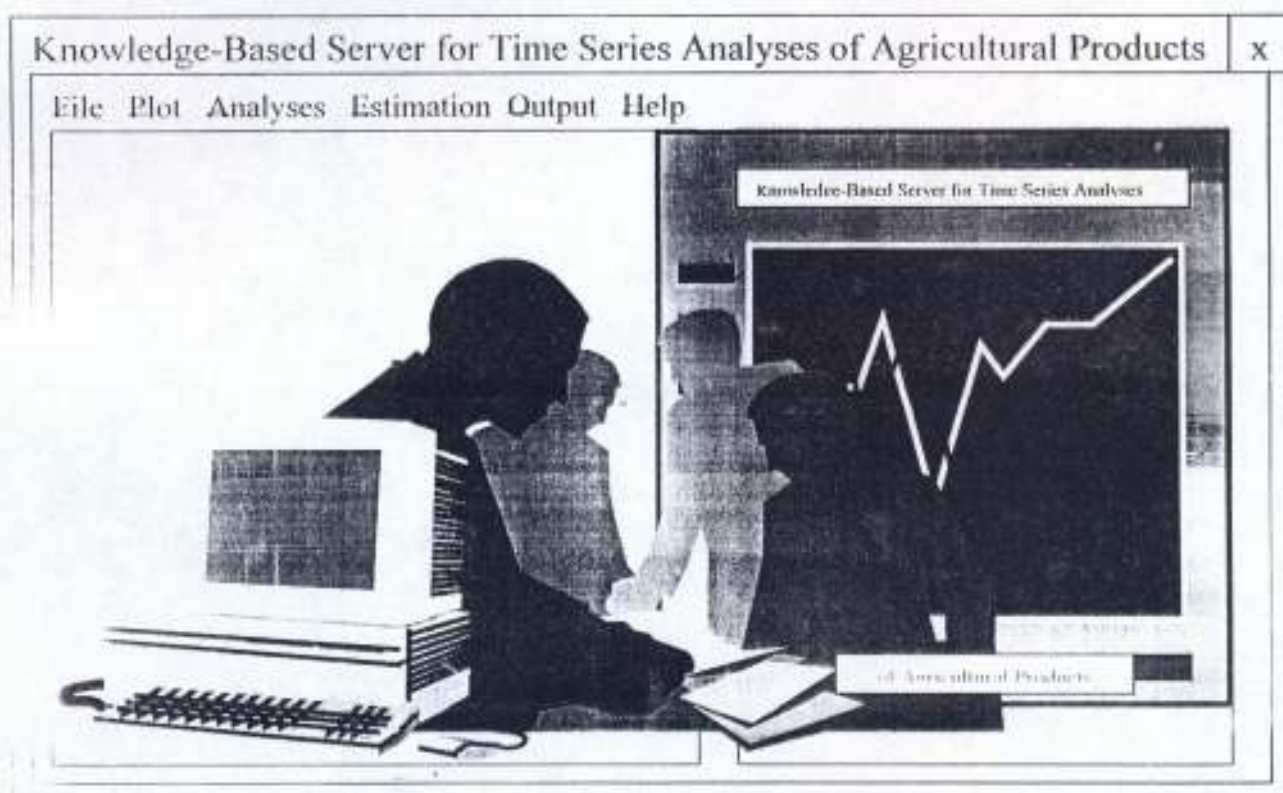 Knowledge-Based Server for Time Series Analyses of Agricultural Products x
File Plot Analyses Estimation Output Help
Knowledge-Based Server for Time Series Analyses
of Agricultural Products